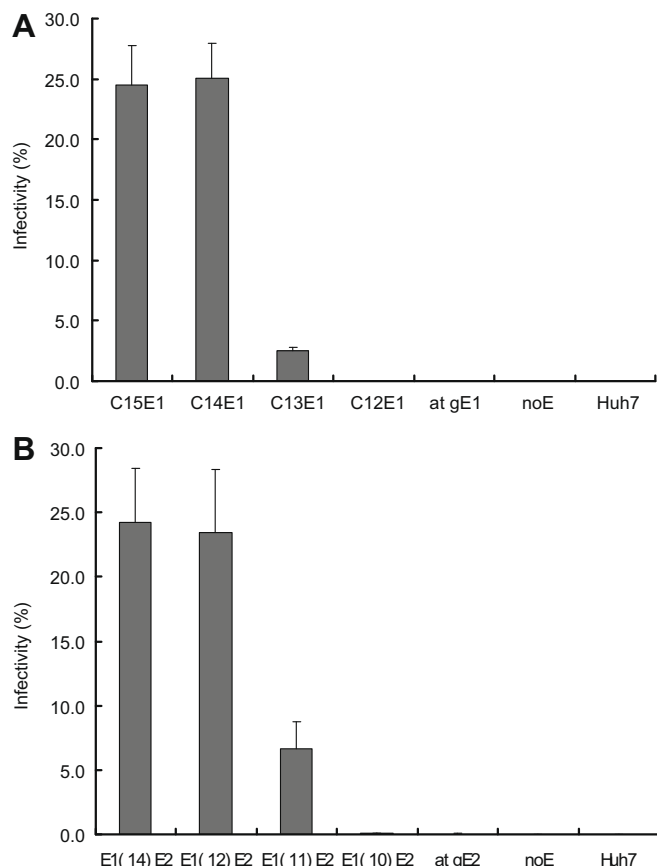 A
30.0
25.0
20.0
15.0
10.0
5.0
0.0
Infectivity (%)
C15E1 C14E1 C13E1 C12E1 at gE1 noE Huh7
B
30.0
25.0
20.0
15.0
10.0
5.0
0.0
Infectivity (%)
E1( 14) E2 E1( 12) E2 E1( 11) E2 E1( 10) E2 at gE2 noE Huh7